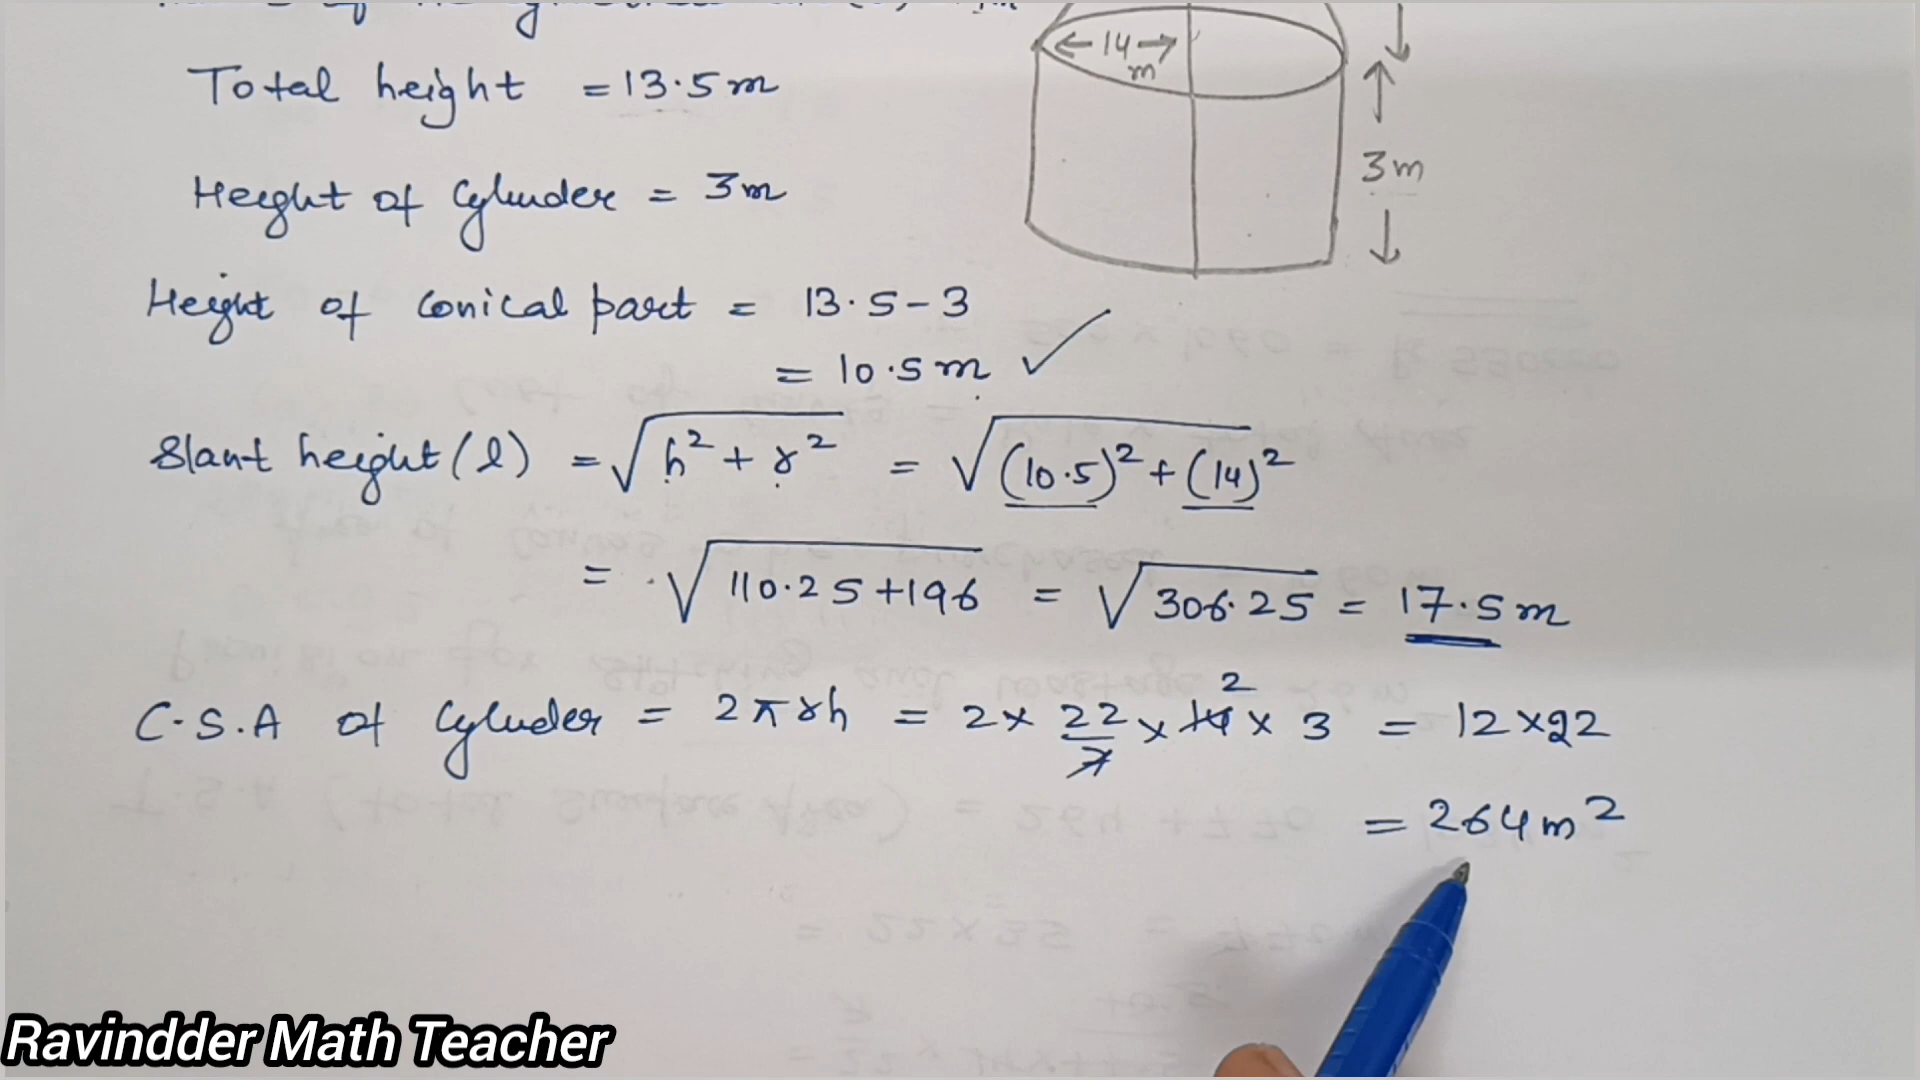 Total height = 13.5 m
Height of Cylinder = 3 m
Height of Conical part = 13.5 - 3
= 10.5 m ✓
Slant height (l) = √h² + r² = √(10.5)² + (14)²
= √110.25 + 196 = √306.25 = 17.5 m
C.S.A of Cylinder = 2πrh = 2 × 22/7 × 14 2 × 3 = 12 × 22
= 264 m²
← 14 → m
3 m
Ravindder Math Teacher